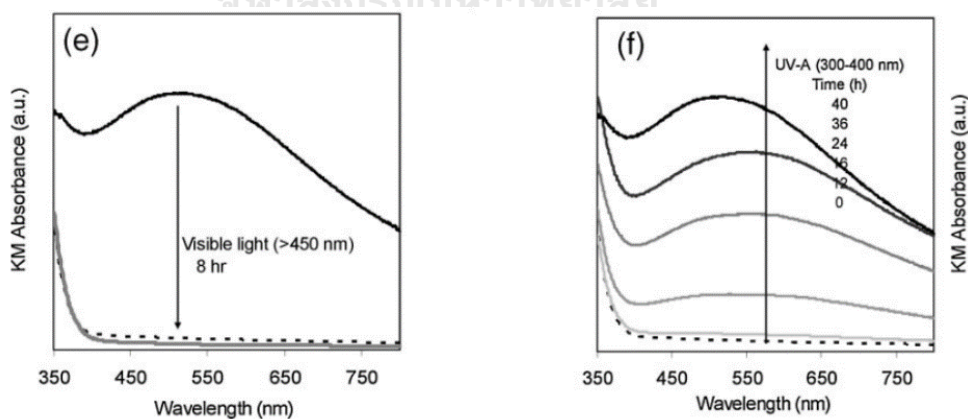 (e)
KM Absorbance (a.u.)
Visible light (>450 nm)
8 hr
350 450 550 650 750
Wavelength (nm)
(f)
KM Absorbance (a.u.)
UV-A (300-400 nm)
Time (h)
40
36
24
16
12
0
350 450 550 650 750
Wavelength (nm)